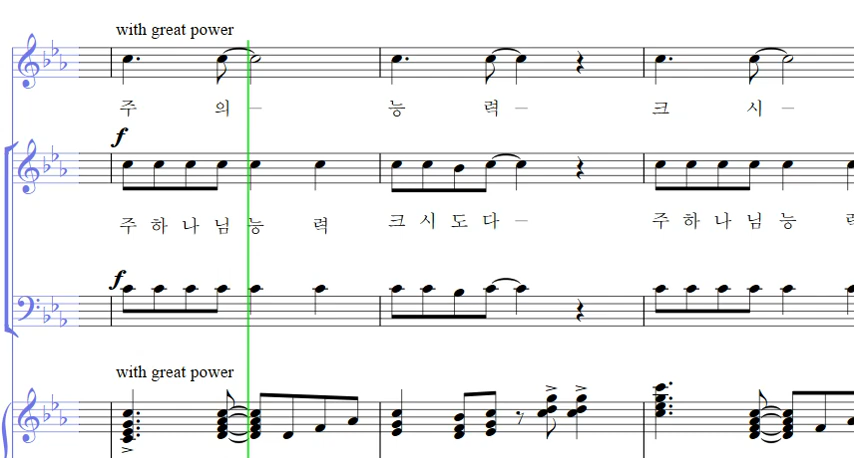 with great power
주 의 – 능 력 – 크 시 –
f
주 하 나 님 능 력 크 시 도 다 – 주 하 나 님 능
f
with great power